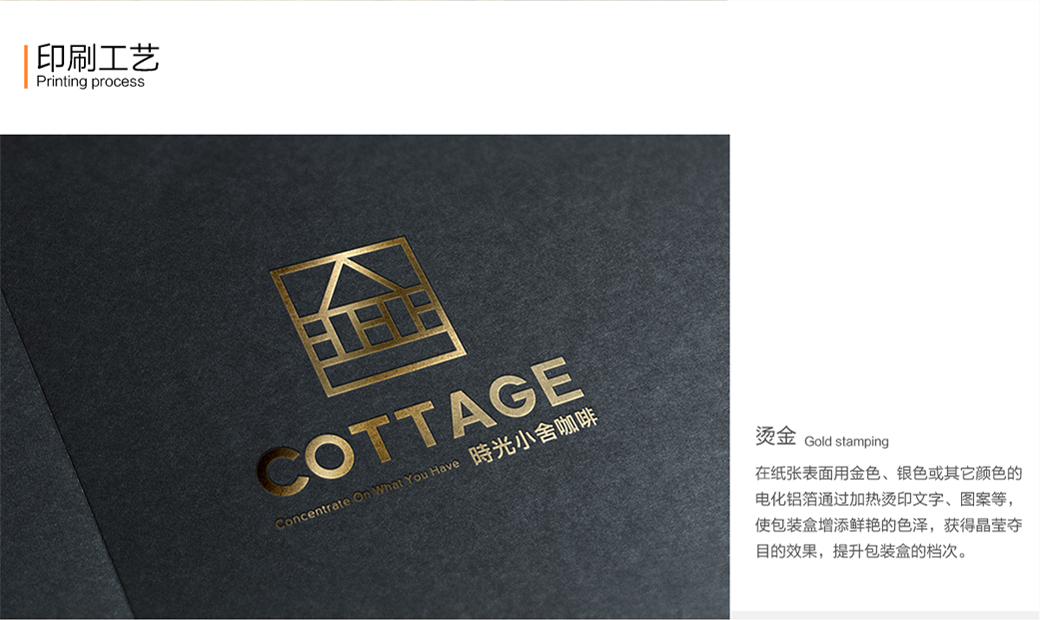 印刷工艺
Printing process
COTTAGE
時光小舍咖啡
Concentrate On What You Have
烫金 Gold stamping
在纸张表面用金色、银色或其它颜色的
电化铝箔通过加热烫印文字、图案等，
使包装盒增添鲜艳的色泽，获得晶莹夺
目的效果，提升包装盒的档次。